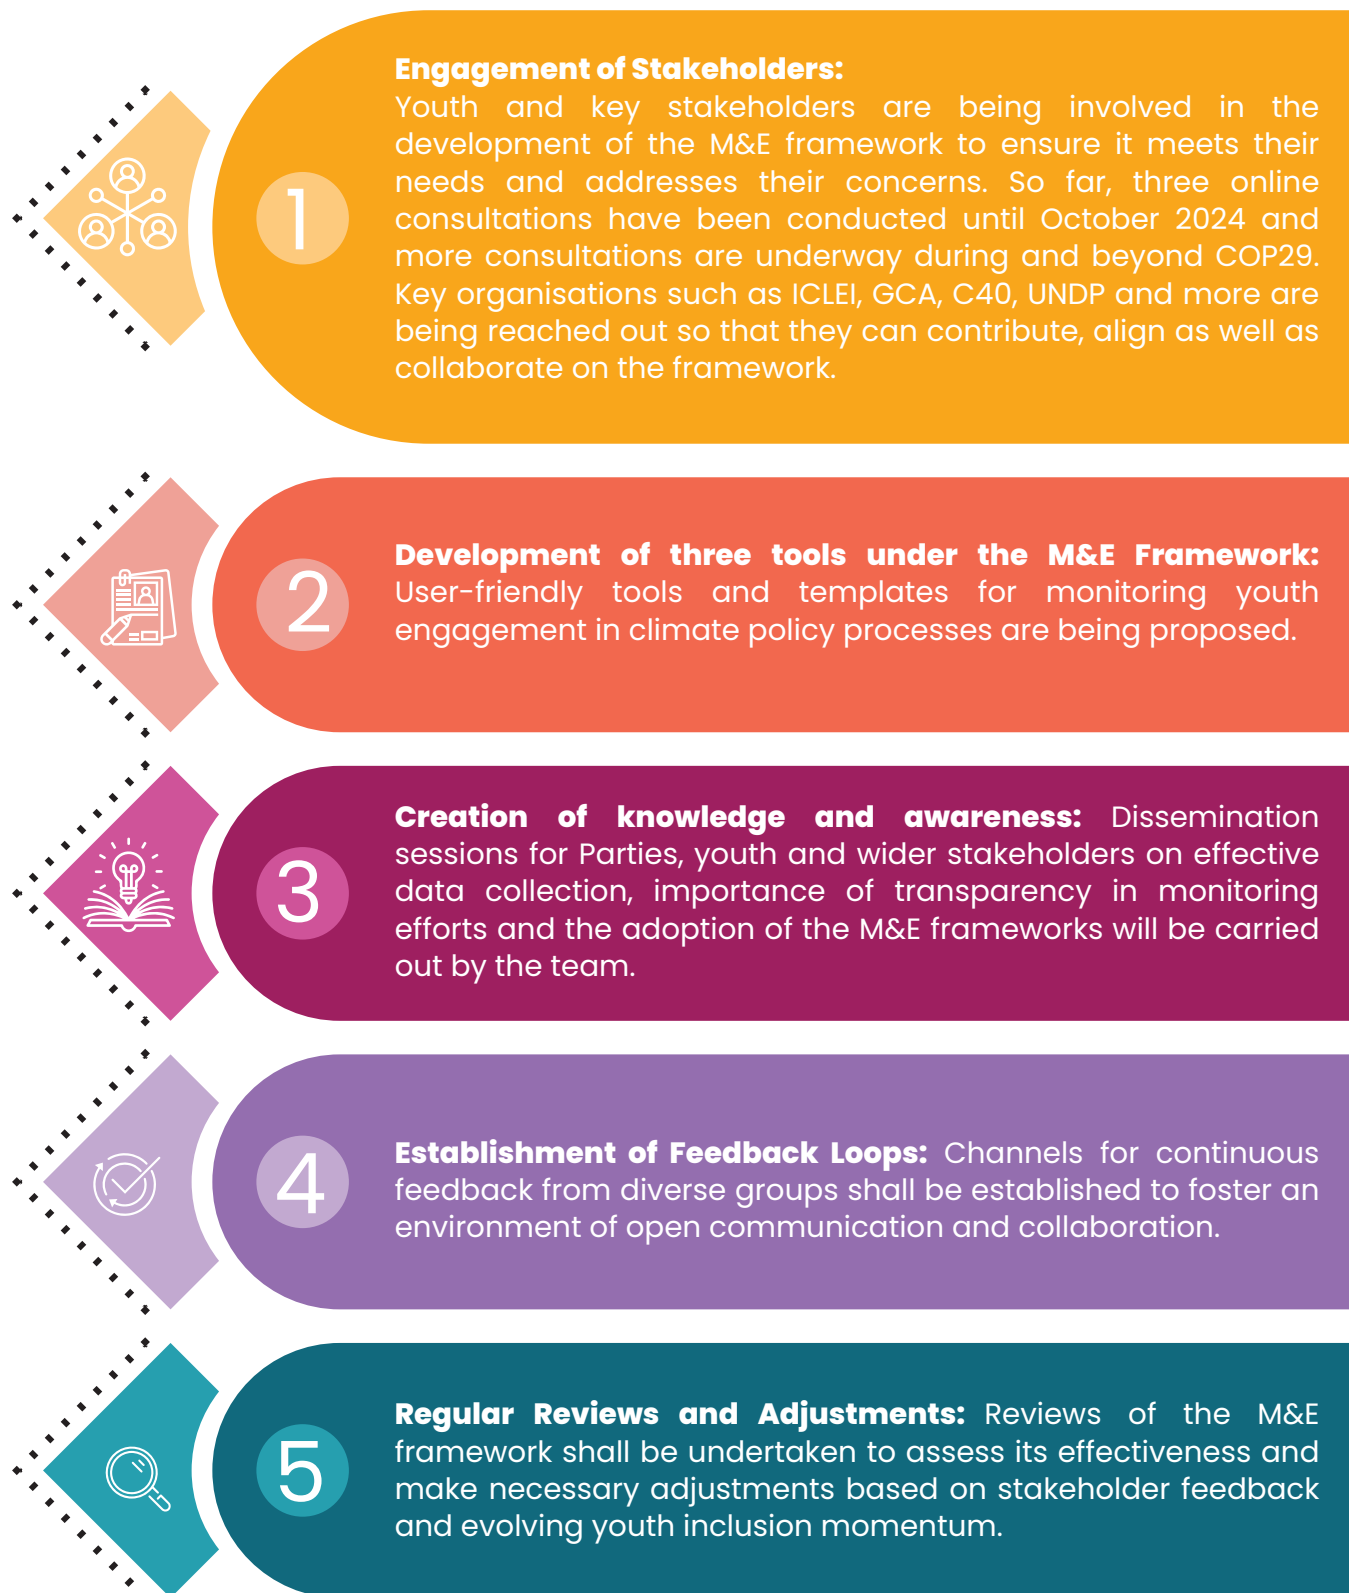 Engagement of Stakeholders:
Youth and key stakeholders are being involved in the
development of the M&E framework to ensure it meets their
needs and addresses their concerns. So far, three online
consultations have been conducted until October 2024 and
more consultations are underway during and beyond COP29.
Key organisations such as ICLEI, GCA, C40, UNDP and more are
being reached out so that they can contribute, align as well as
collaborate on the framework.
1
Development of three tools under the M&E Framework:
User-friendly tools and templates for monitoring youth
engagement in climate policy processes are being proposed.
2
Creation of knowledge and awareness: Dissemination
sessions for Parties, youth and wider stakeholders on effective
data collection, importance of transparency in monitoring
efforts and the adoption of the M&E frameworks will be carried
out by the team.
3
Establishment of Feedback Loops: Channels for continuous
feedback from diverse groups shall be established to foster an
environment of open communication and collaboration.
4
Regular Reviews and Adjustments: Reviews of the M&E
framework shall be undertaken to assess its effectiveness and
make necessary adjustments based on stakeholder feedback
and evolving youth inclusion momentum.
5